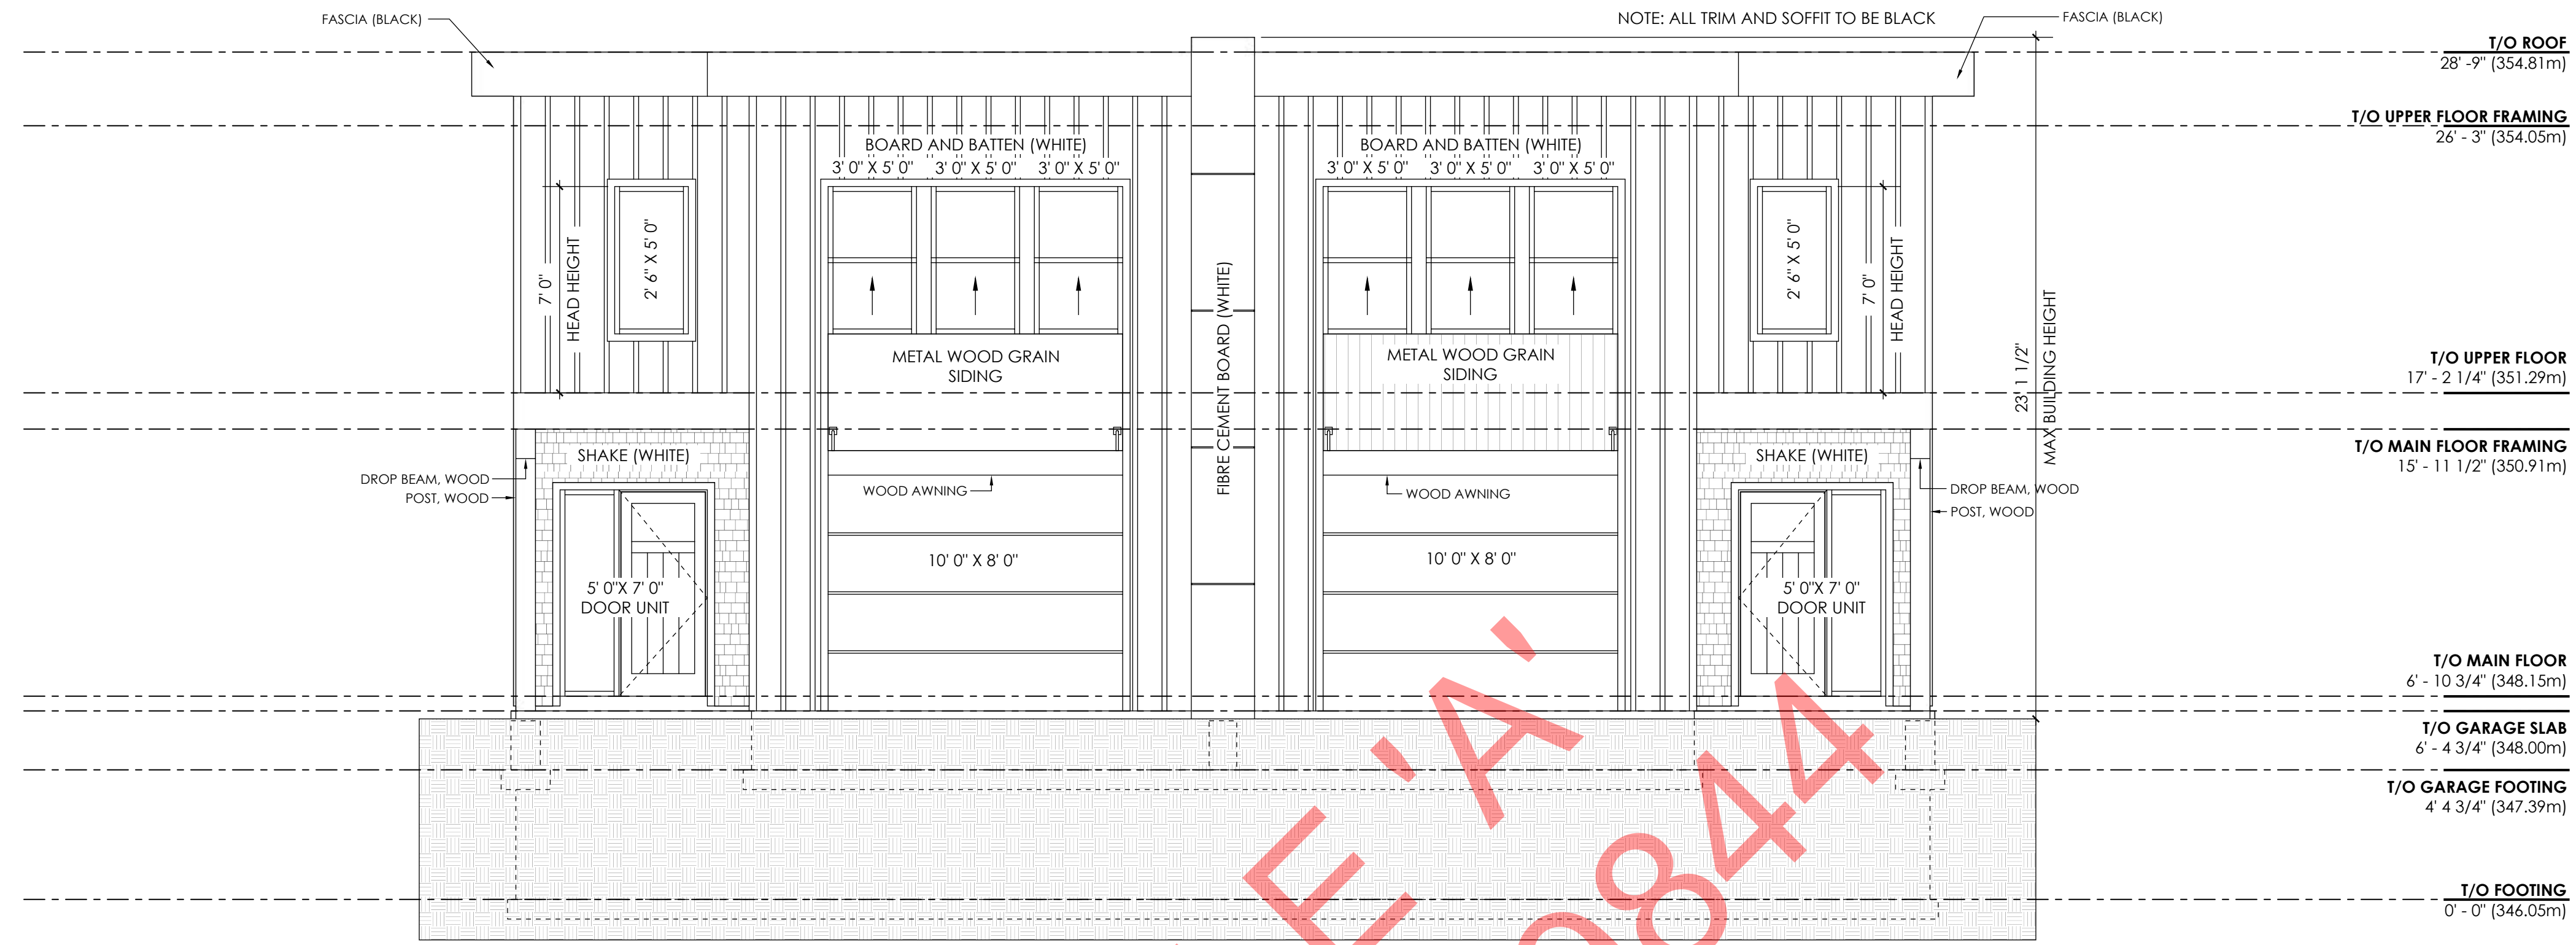 FASCIA (BLACK)
NOTE: ALL TRIM AND SOFFIT TO BE BLACK
FASCIA (BLACK)
T/O ROOF
28' -9" (354.81m)
T/O UPPER FLOOR FRAMING
26' - 3" (354.05m)
BOARD AND BATTEN (WHITE)
3' 0" X 5' 0"
3' 0" X 5' 0"
3' 0" X 5' 0"
BOARD AND BATTEN (WHITE)
3' 0" X 5' 0"
3' 0" X 5' 0"
3' 0" X 5' 0"
7' 0"
HEAD HEIGHT
2' 6" X 5' 0"
2' 6" X 5' 0"
7' 0"
HEAD HEIGHT
METAL WOOD GRAIN
SIDING
FIBRE CEMENT BOARD (WHITE)
METAL WOOD GRAIN
SIDING
23' 1 1/2"
MAX BUILDING HEIGHT
T/O UPPER FLOOR
17' - 2 1/4" (351.29m)
T/O MAIN FLOOR FRAMING
15' - 11 1/2" (350.91m)
SHAKE (WHITE)
SHAKE (WHITE)
DROP BEAM, WOOD
POST, WOOD
WOOD AWNING
WOOD AWNING
DROP BEAM, WOOD
POST, WOOD
10' 0" X 8' 0"
10' 0" X 8' 0"
5' 0"X 7' 0"
DOOR UNIT
5' 0"X 7' 0"
DOOR UNIT
T/O MAIN FLOOR
6' - 10 3/4" (348.15m)
T/O GARAGE SLAB
6' - 4 3/4" (348.00m)
T/O GARAGE FOOTING
4' 4 3/4" (347.39m)
T/O FOOTING
0' - 0" (346.05m)
E 'A'
0844